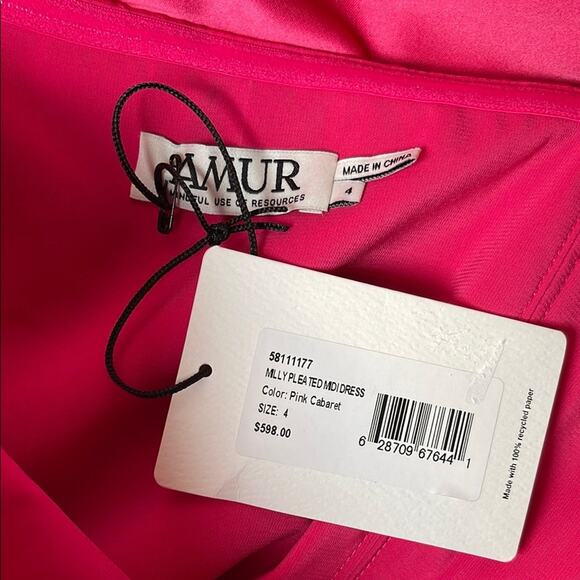 AMUR
MINDFUL USE OF RESOURCES
MADE IN CHINA
4
58111177
MILLY PLEATED MIDI DRESS
Color: Pink Cabaret
SIZE: 4
$598.00
6 28709 67644 1
Made with 100% recycled paper